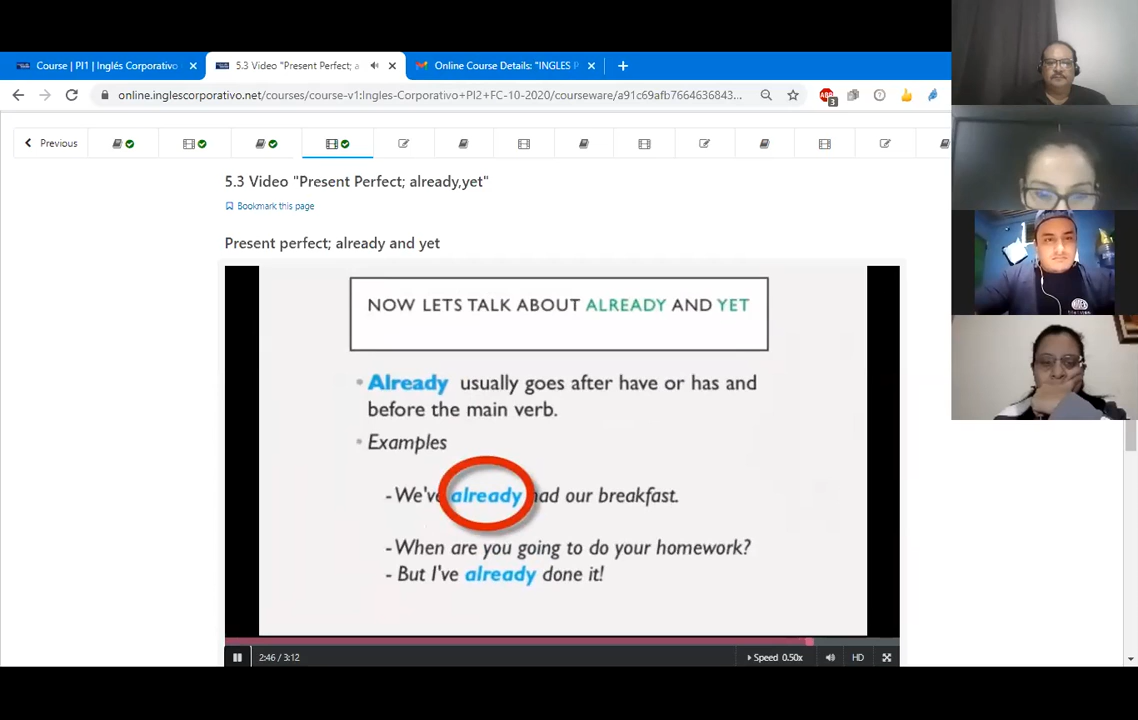 Course | PI1 | Inglés Corporativo
5.3 Video "Present Perfect; a
Online Course Details: "INGLES P
online.inglescorporativo.net/courses/course-v1:Ingles-Corporativo+PI2+FC-10-2020/courseware/a91c69afb7664636843...
ABP
3
Previous
5.3 Video "Present Perfect; already,yet"
Bookmark this page
Present perfect; already and yet
NOW LETS TALK ABOUT ALREADY AND YET
• Already usually goes after have or has and
before the main verb.
• Examples
- We've already had our breakfast.
- When are you going to do your homework?
- But I've already done it!
2:46 / 3:12
Speed 0.50x
HD